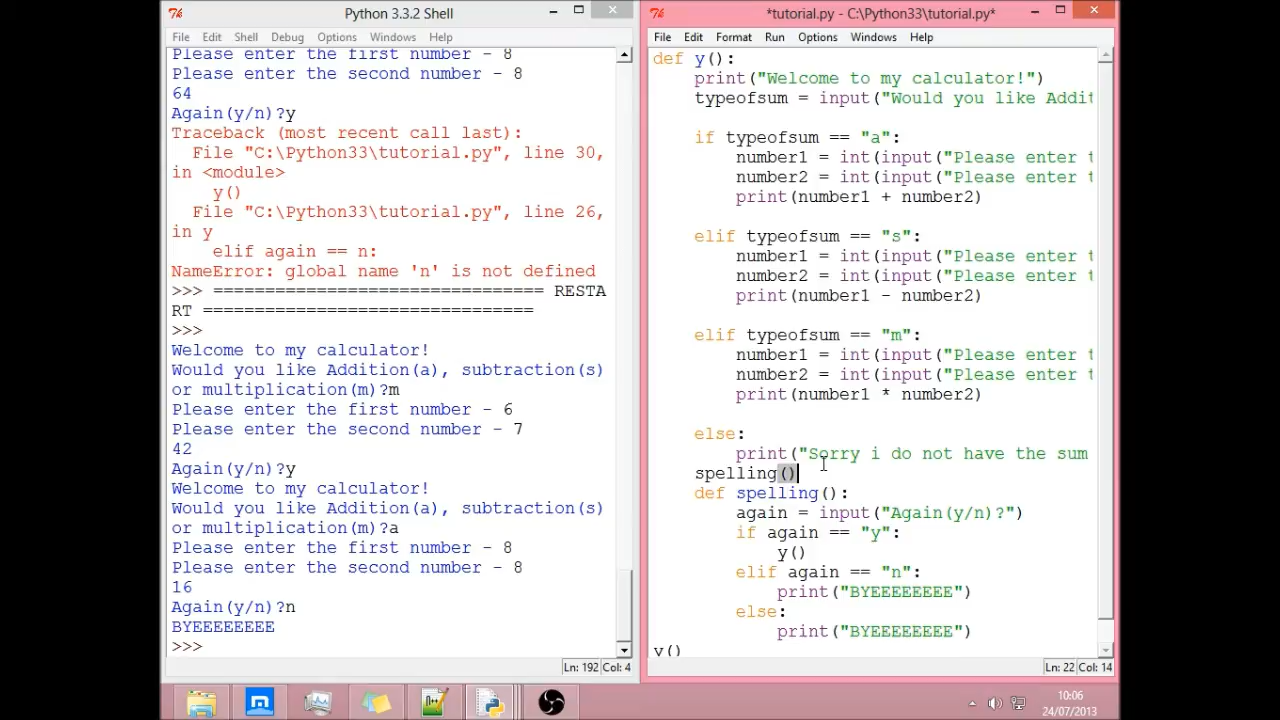 Python 3.3.2 Shell
File Edit Shell Debug Options Windows Help
Please enter the first number - 8
Please enter the second number - 8
64
Again(y/n)?y
Traceback (most recent call last):
  File "C:\Python33\tutorial.py", line 30,
in <module>
    y()
  File "C:\Python33\tutorial.py", line 26,
in y
    elif again == n:
NameError: global name 'n' is not defined
>>> ================================ RESTA
RT ================================
>>>
Welcome to my calculator!
Would you like Addition(a), subtraction(s)
or multiplication(m)?m
Please enter the first number - 6
Please enter the second number - 7
42
Again(y/n)?y
Welcome to my calculator!
Would you like Addition(a), subtraction(s)
or multiplication(m)?a
Please enter the first number - 8
Please enter the second number - 8
16
Again(y/n)?n
BYEEEEEEEE
>>>
Ln: 192 Col: 4
*tutorial.py - C:\Python33\tutorial.py*
File Edit Format Run Options Windows Help
def y():
    print("Welcome to my calculator!")
    typeofsum = input("Would you like Addit
    if typeofsum == "a":
        number1 = int(input("Please enter t
        number2 = int(input("Please enter t
        print(number1 + number2)
    elif typeofsum == "s":
        number1 = int(input("Please enter t
        number2 = int(input("Please enter t
        print(number1 - number2)
    elif typeofsum == "m":
        number1 = int(input("Please enter t
        number2 = int(input("Please enter t
        print(number1 * number2)
    else:
        print("Sorry i do not have the sum
    spelling()
    def spelling():
        again = input("Again(y/n)?")
        if again == "y":
            y()
        elif again == "n":
            print("BYEEEEEEEE")
        else:
            print("BYEEEEEEEE")
y()
Ln: 22 Col: 14
10:06
24/07/2013